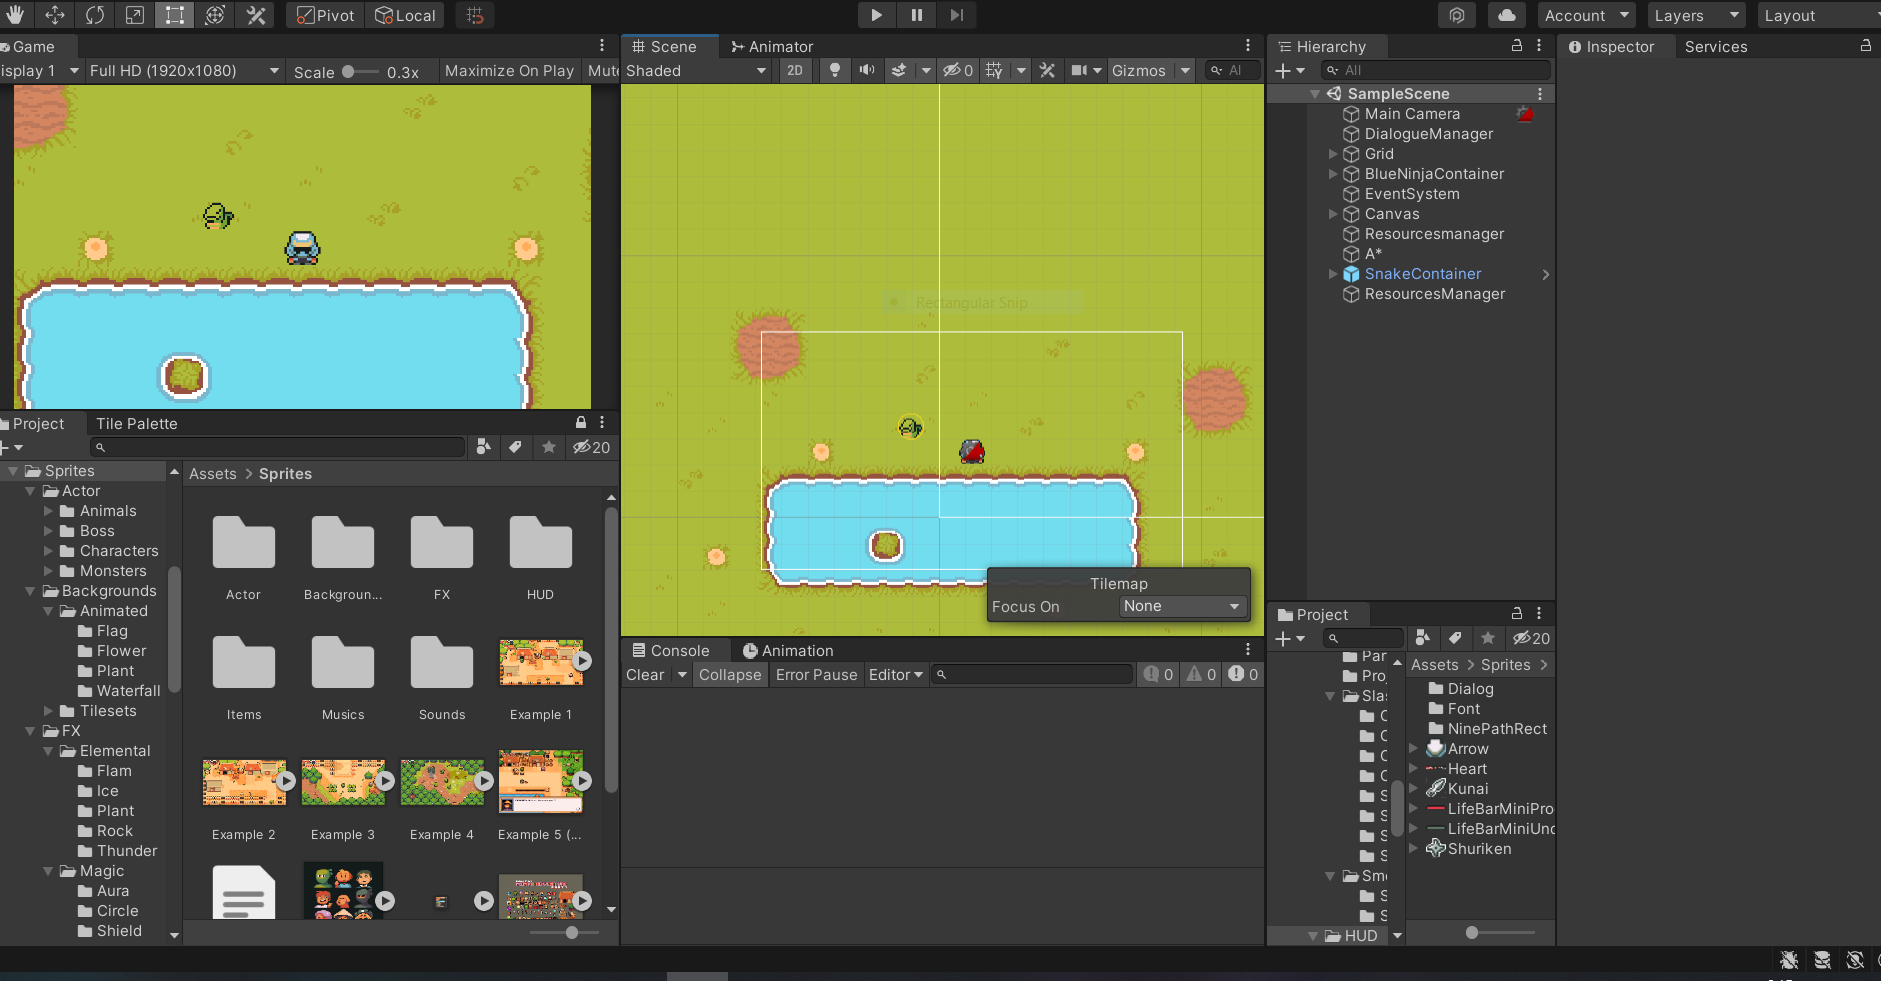 Pivot Local
Account Layers Layout
Game
isplay 1 Full HD (1920x1080) Scale 0.3x Maximize On Play Mute
Scene Animator
Shaded 2D 0 Gizmos All
Rectangular Snip
Tilemap
Focus On None
Hierarchy
All
SampleScene
Main Camera
DialogueManager
Grid
BlueNinjaContainer
EventSystem
Canvas
Resourcesmanager
A*
SnakeContainer
ResourcesManager
Inspector Services
Project Tile Palette
20
Sprites
Actor
Animals
Boss
Characters
Monsters
Backgrounds
Animated
Flag
Flower
Plant
Waterfall
Tilesets
FX
Elemental
Flam
Ice
Plant
Rock
Thunder
Magic
Aura
Circle
Shield
Assets > Sprites
Actor Backgroun... FX HUD
Items Musics Sounds Example 1
Example 2 Example 3 Example 4 Example 5 (...
Console Animation
Clear Collapse Error Pause Editor 0 0 0
Project
20
Par
Proj
Slas
C
C
C
C
S
S
S
S
Smo
S
S
HUD
Assets > Sprites >
Dialog
Font
NinePathRect
Arrow
Heart
Kunai
LifeBarMiniPro
LifeBarMiniUnd
Shuriken